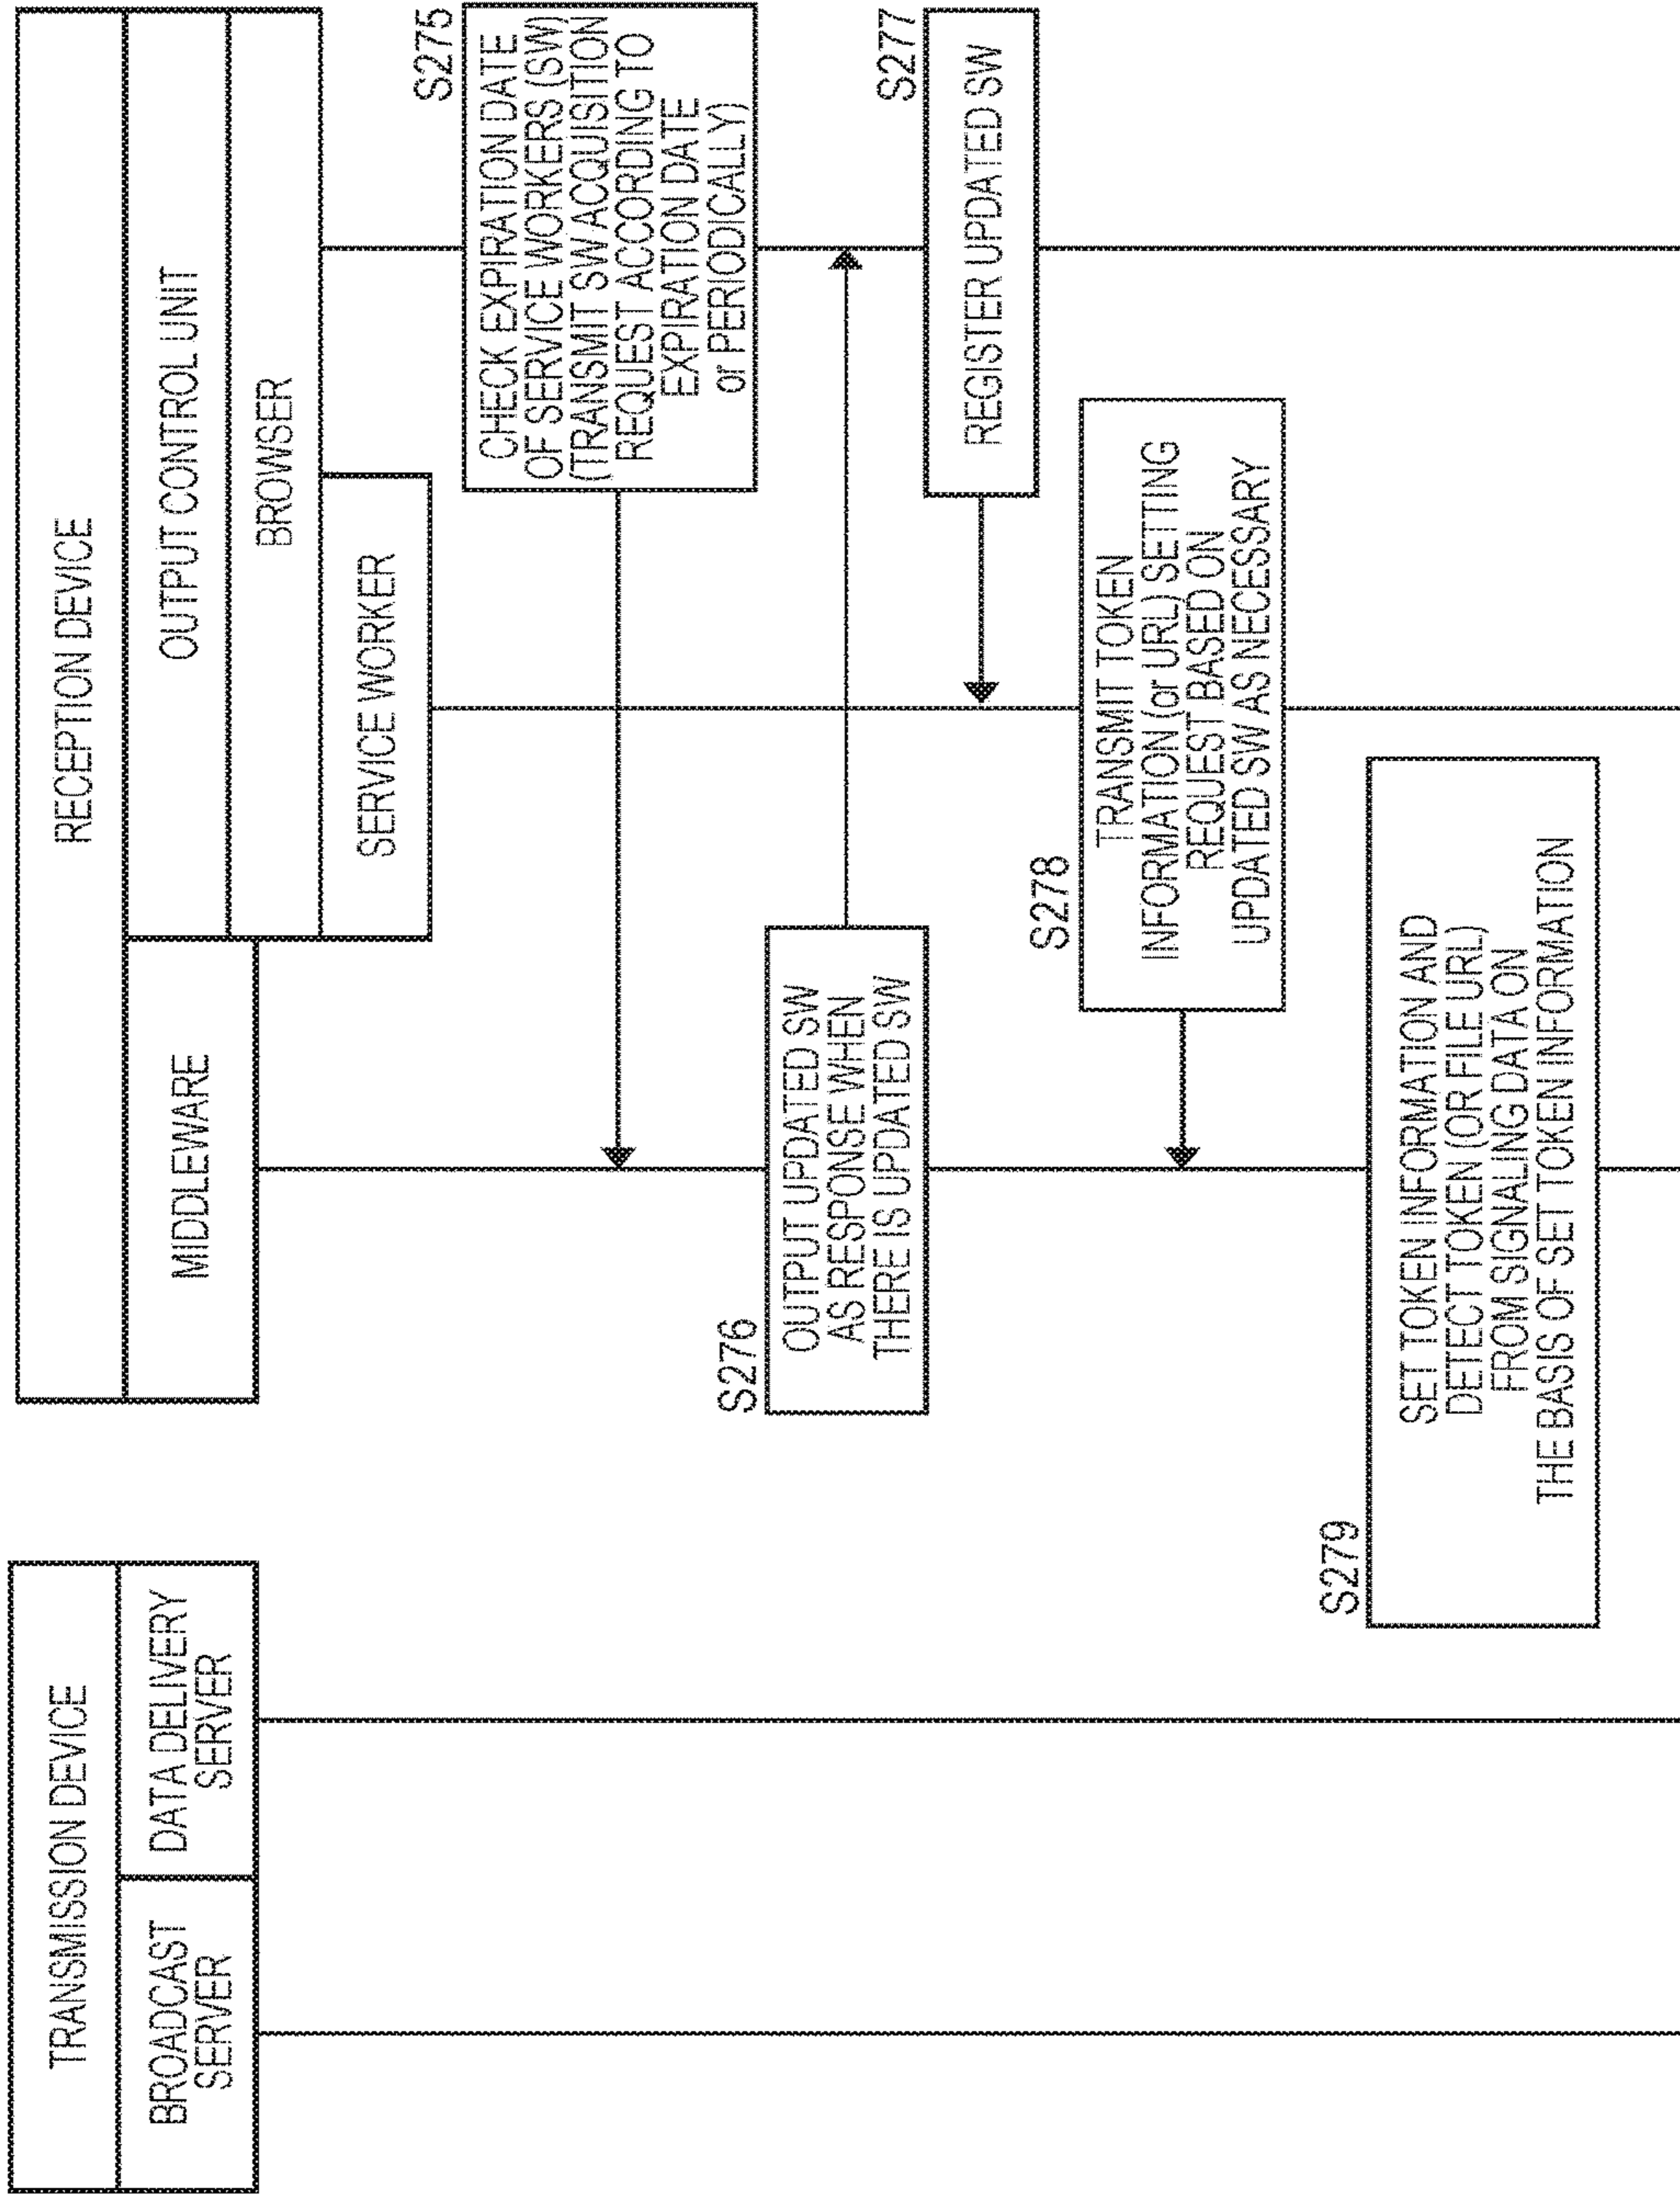 TRANSMISSION DEVICE
BROADCAST
SERVER
DATA DELIVERY
SERVER
RECEPTION DEVICE
MIDDLEWARE
OUTPUT CONTROL UNIT
BROWSER
SERVICE WORKER
S275
CHECK EXPIRATION DATE
OF SERVICE WORKERS (SW)
(TRANSMIT SW ACQUISITION
REQUEST ACCORDING TO
EXPIRATION DATE
or PERIODICALLY)
S276
OUTPUT UPDATED SW
AS RESPONSE WHEN
THERE IS UPDATED SW
S277
REGISTER UPDATED SW
S278
TRANSMIT TOKEN
INFORMATION (or URL) SETTING
REQUEST BASED ON
UPDATED SW AS NECESSARY
S279
SET TOKEN INFORMATION AND
DETECT TOKEN (OR FILE URL)
FROM SIGNALING DATA ON
THE BASIS OF SET TOKEN INFORMATION